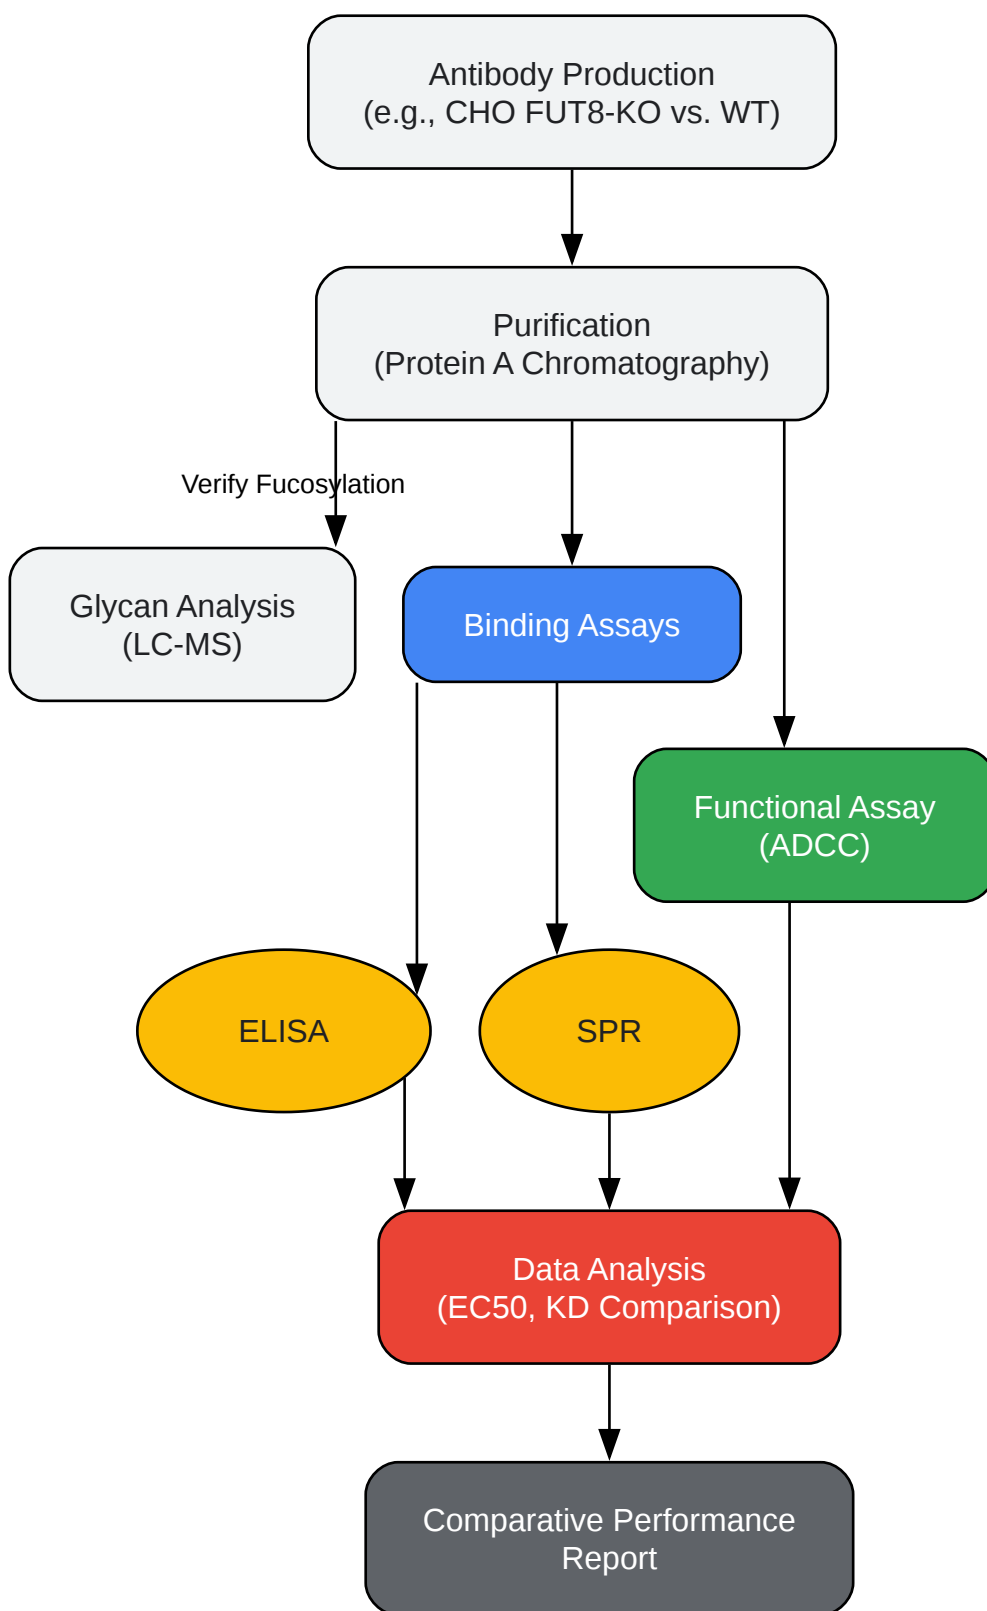 Antibody Production
(e.g., CHO FUT8-KO vs. WT)
Purification
(Protein A Chromatography)
Verify Fucosylation
Glycan Analysis
(LC-MS)
Binding Assays
Functional Assay
(ADCC)
ELISA
SPR
Data Analysis
(EC50, KD Comparison)
Comparative Performance
Report